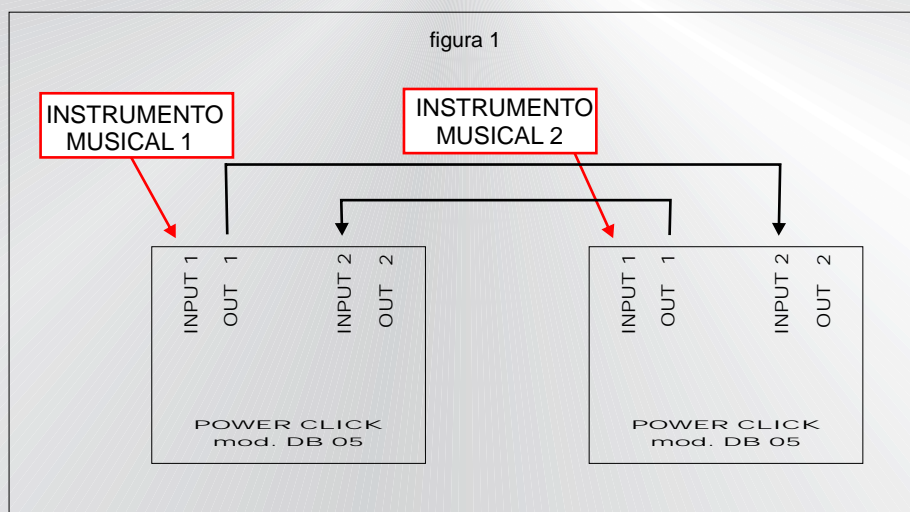 figura 1
INSTRUMENTO
MUSICAL 1
INSTRUMENTO
MUSICAL 2
INPUT 1
OUT 1
INPUT 2
OUT 2
POWER CLICK
mod. DB 05
INPUT 1
OUT 1
INPUT 2
OUT 2
POWER CLICK
mod. DB 05